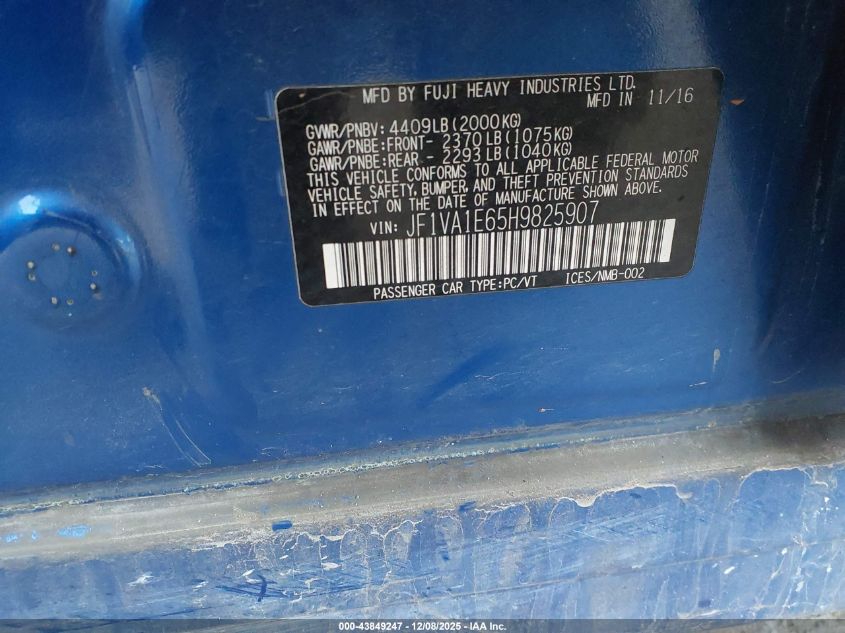 MFD BY FUJI HEAVY INDUSTRIES LTD.
MFD IN 11/16
GVWR/PNBV: 4409LB(2000KG)
GAWR/PNBE:FRONT- 2370LB(1075KG)
GAWR/PNBE:REAR - 2293LB(1040KG)
THIS VEHICLE CONFORMS TO ALL APPLICABLE FEDERAL MOTOR
VEHICLE SAFETY, BUMPER, AND THEFT PREVENTION STANDARDS
IN EFFECT ON THE DATE OF MANUFACTURE SHOWN ABOVE.
VIN: JF1VA1E65H9825907
PASSENGER CAR TYPE:PC/VT ICES/NMB-002
000-43849247 - 12/08/2025 - IAA Inc.